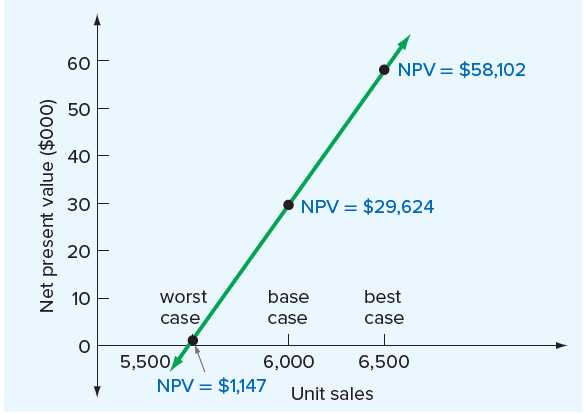 Net present value ($000)
60
50
40
30
20
10
0
NPV = $58,102
NPV = $29,624
worst
case
base
case
best
case
5,500
6,000
6,500
NPV = $1,147
Unit sales